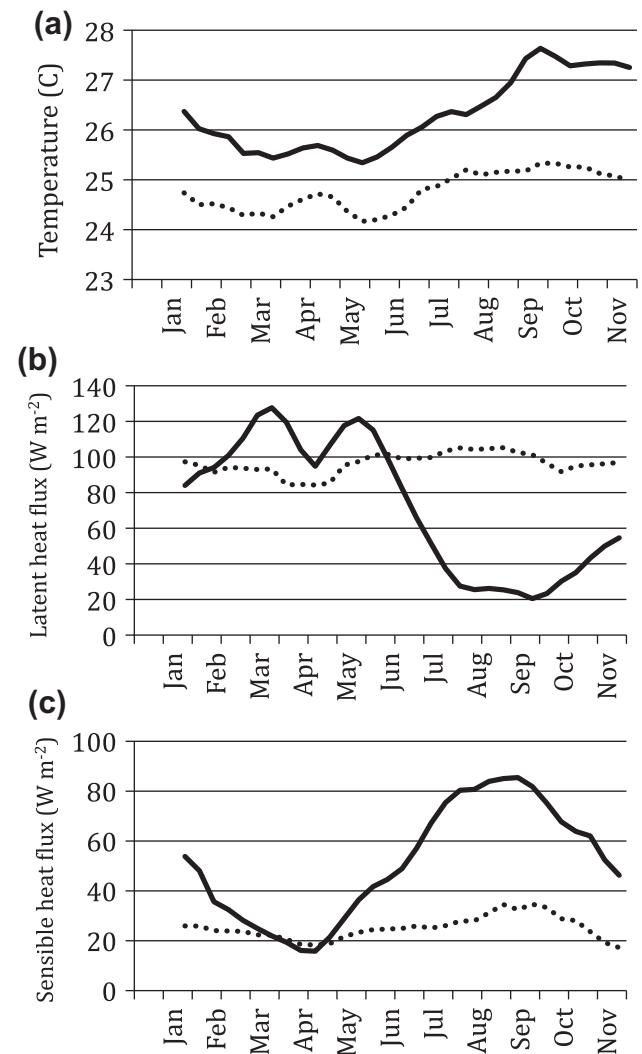 (a)
Temperature (C)
28
27
26
25
24
23
Jan
Feb
Mar
Apr
May
Jun
Jul
Aug
Sep
Oct
Nov
(b)
Latent heat flux (W m-2)
140
120
100
80
60
40
20
0
Jan
Feb
Mar
Apr
May
Jun
Jul
Aug
Sep
Oct
Nov
(c)
Sensible heat flux (W m-2)
100
80
60
40
20
0
Jan
Feb
Mar
Apr
May
Jun
Jul
Aug
Sep
Oct
Nov